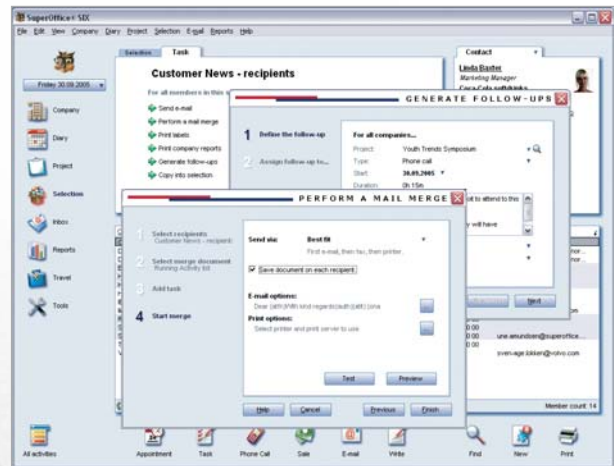 SuperOffice® SIX
File Edit View Company Diary Project Selection E-mail Reports Help
Friday 30.09.2005
Company
Diary
Project
Selection
Inbox
Reports
Travel
Tools
Selection Task
Customer News - recipients
For all members in this s
Send e-mail
Perform a mail merge
Print labels
Print company reports
Generate follow-ups
Copy into selection
Contact
Linda Baxter
Marketing Manager
GENERATE FOLLOW-UPS
1 Define the follow-up
2 Assign follow-up to...
For all companies...
Project: Youth Trends Symposium
Type: Phone call
Start: 30.09.2005
Duration: 0h 15m
Next
PERFORM A MAIL MERGE
1 Select recipients
Customer News - recipient
2 Select merge document
Running Activity list
3 Add task
4 Start merge
Send via: Best fit
First e-mail, then fax, then printer.
Save document on each recipient
E-mail options:
Print options:
Select printer and print server to use
Test Preview
Help Cancel Previous Finish
une.amundsen@superoffice...
sven-age.lokken@volvo.com
Member count: 14
All activities
Appointment Task Phone Call Sale E-mail Write Find New Print